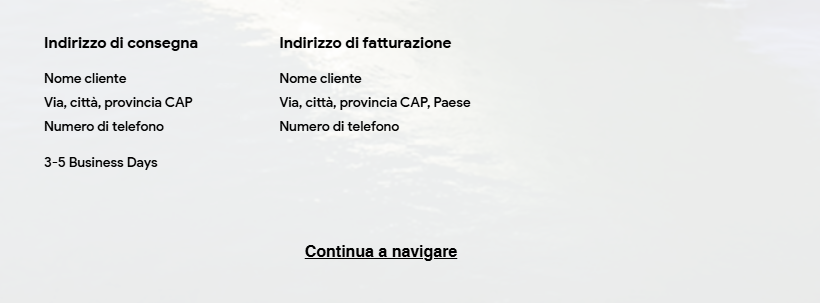 Indirizzo di consegna
Nome cliente
Via, città, provincia CAP
Numero di telefono
3-5 Business Days
Indirizzo di fatturazione
Nome cliente
Via, città, provincia CAP, Paese
Numero di telefono
Continua a navigare